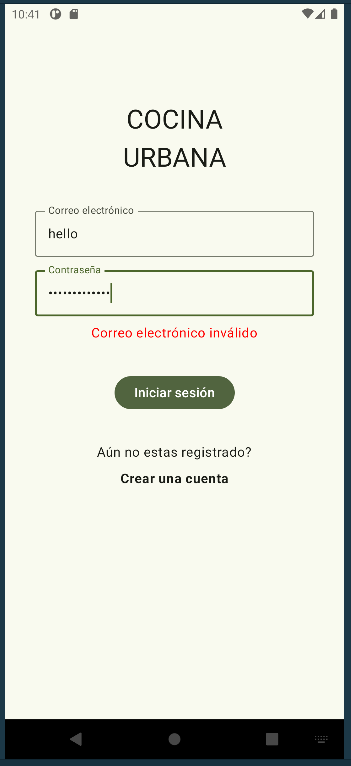 10:41
COCINA
URBANA
Correo electrónico
hello
Contraseña
•••••••••••••
Correo electrónico inválido
Iniciar sesión
Aún no estas registrado?
Crear una cuenta